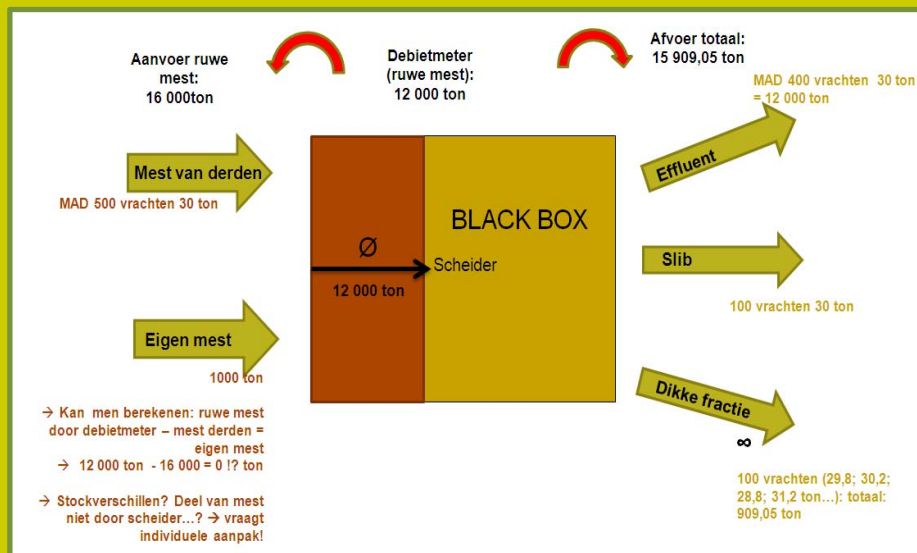 Aanvoer ruwe
mest:
16 000ton
Debietmeter
(ruwe mest):
12 000 ton
Afvoer totaal:
15 909,05 ton
MAD 400 vrachten 30 ton
= 12 000 ton
Mest van derden
MAD 500 vrachten 30 ton
Effluent
BLACK BOX
Ø
Scheider
12 000 ton
Slib
100 vrachten 30 ton
Eigen mest
1000 ton
→ Kan men berekenen: ruwe mest
door debietmeter – mest derden =
eigen mest
→ 12 000 ton - 16 000 = 0 !? ton
→ Stockverschillen? Deel van mest
niet door scheider...? → vraagt
individuele aanpak!
Dikke fractie
∞
100 vrachten (29,8; 30,2;
28,8; 31,2 ton...): totaal:
909,05 ton